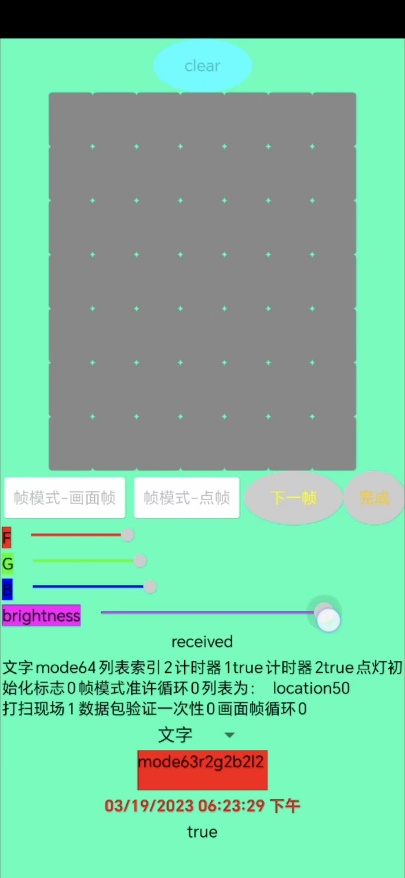 clear
帧模式-画面帧 帧模式-点帧 下一帧 完成
F
G
B
brightness
received
文字mode64列表索引2计时器1true计时器2true点灯初
始化标志0帧模式准许循环0列表为： location50
打扫现场1数据包验证一次性0画面帧循环0
文字
mode63r2g2b2l2
03/19/2023 06:23:29 下午
true